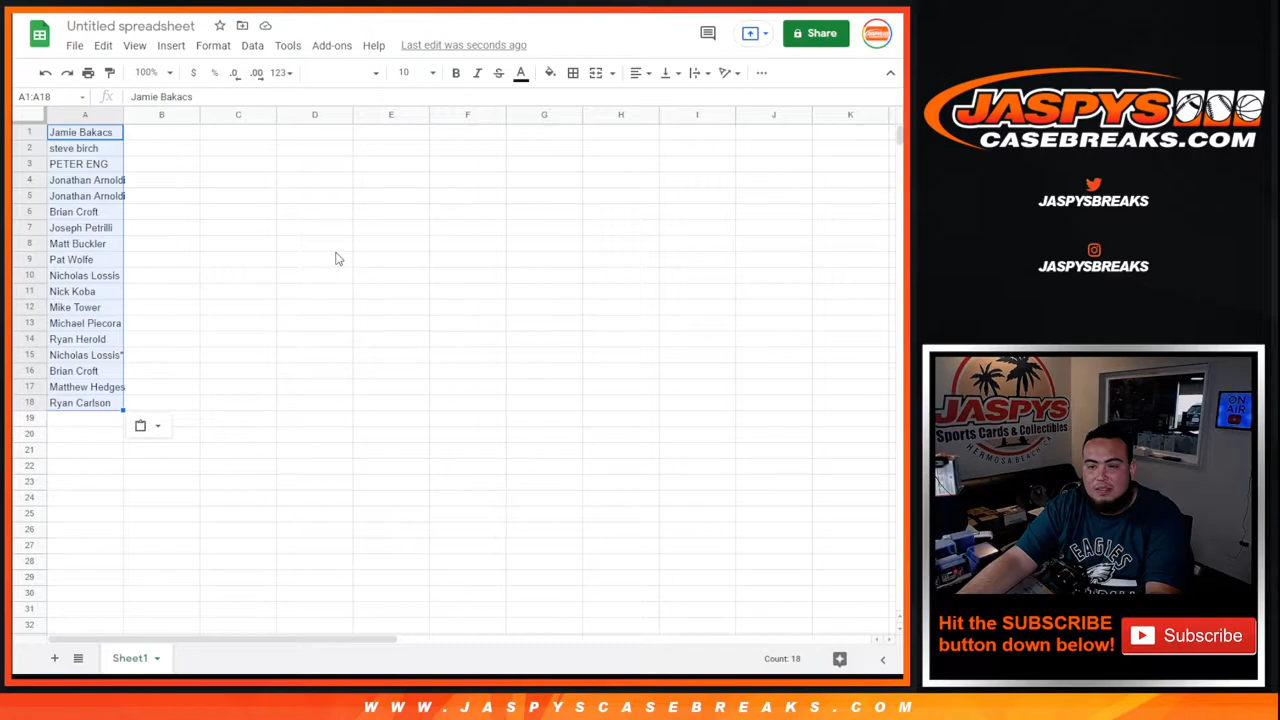 Untitled spreadsheet
File Edit View Insert Format Data Tools Add-ons Help Last edit was seconds ago
Share
100% $ % .0 .00 123 10 B I S A
A1:A18 fx Jamie Bakacs
A B C D E F G H I J K
1 Jamie Bakacs
2 steve birch
3 PETER ENG
4 Jonathan Arnoldi
5 Jonathan Arnoldi
6 Brian Croft
7 Joseph Petrilli
8 Matt Buckler
9 Pat Wolfe
10 Nicholas Lossis
11 Nick Koba
12 Mike Tower
13 Michael Piecora
14 Ryan Herold
15 Nicholas Lossis"
16 Brian Croft
17 Matthew Hedges
18 Ryan Carlson
19
20
21
22
23
24
25
26
27
28
29
30
31
32
Sheet1
Count: 18
JASPYS
CASEBREAKS.COM
JASPYSBREAKS
JASPYSBREAKS
JASPYS
Sports Cards & Collectibles
HERMOSA BEACH CA
ON
AIR
EAGLES
Hit the SUBSCRIBE
button down below!
Subscribe
WWW.JASPYSCASEBREAKS.COM